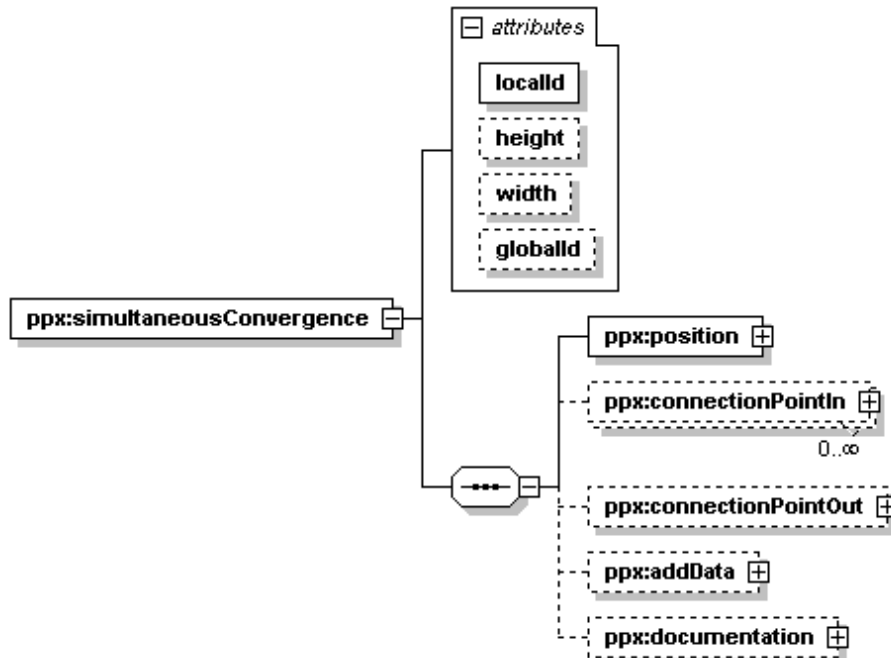 attributes
localId
height
width
globalId
ppx:simultaneousConvergence
ppx:position
ppx:connectionPointIn
0..∞
ppx:connectionPointOut
ppx:addData
ppx:documentation